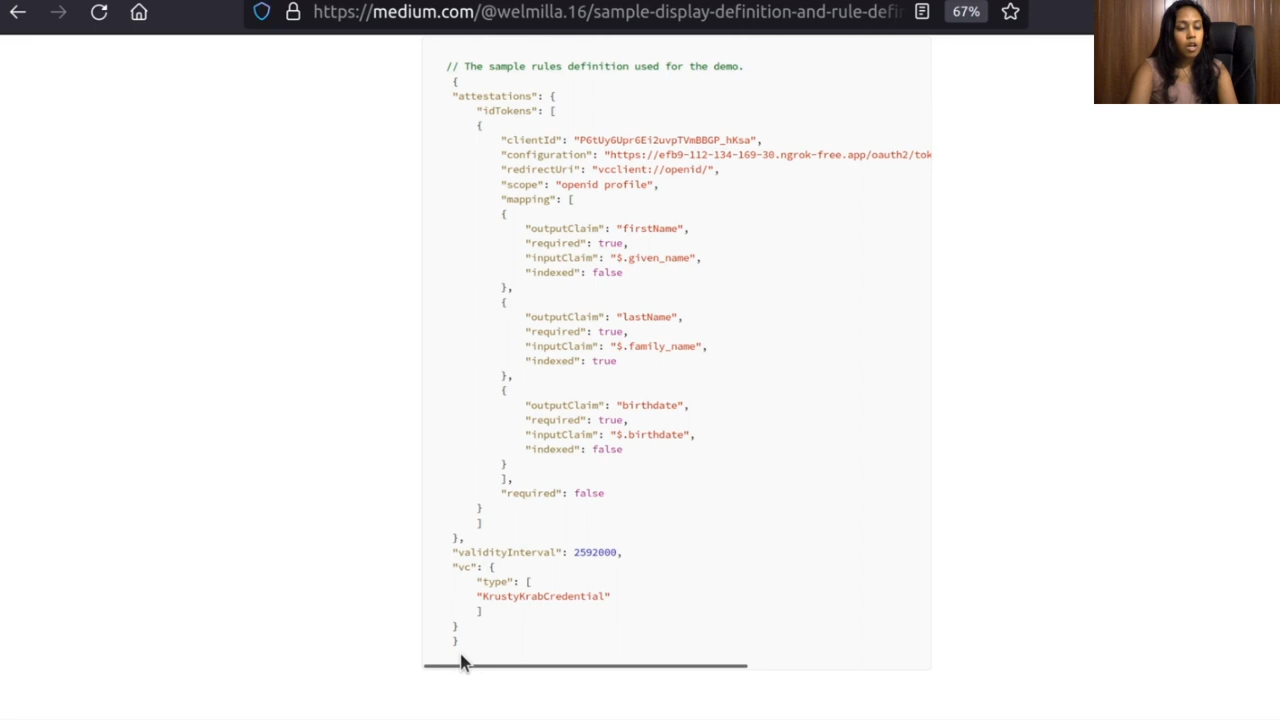 https://medium.com/@welmilla.16/sample-display-definition-and-rule-defin
67%
// The sample rules definition used for the demo.
{
"attestations": {
"idTokens": [
{
"clientId": "P6tUy6Upr6Ei2uvpTVmBBGP_hKsa",
"configuration": "https://efb9-112-134-169-30.ngrok-free.app/oauth2/tok
"redirectUri": "vcclient://openid/",
"scope": "openid profile",
"mapping": [
{
"outputClaim": "firstName",
"required": true,
"inputClaim": "$.given_name",
"indexed": false
},
{
"outputClaim": "lastName",
"required": true,
"inputClaim": "$.family_name",
"indexed": true
},
{
"outputClaim": "birthdate",
"required": true,
"inputClaim": "$.birthdate",
"indexed": false
}
],
"required": false
}
]
},
"validityInterval": 2592000,
"vc": {
"type": [
"KrustyKrabCredential"
]
}
}